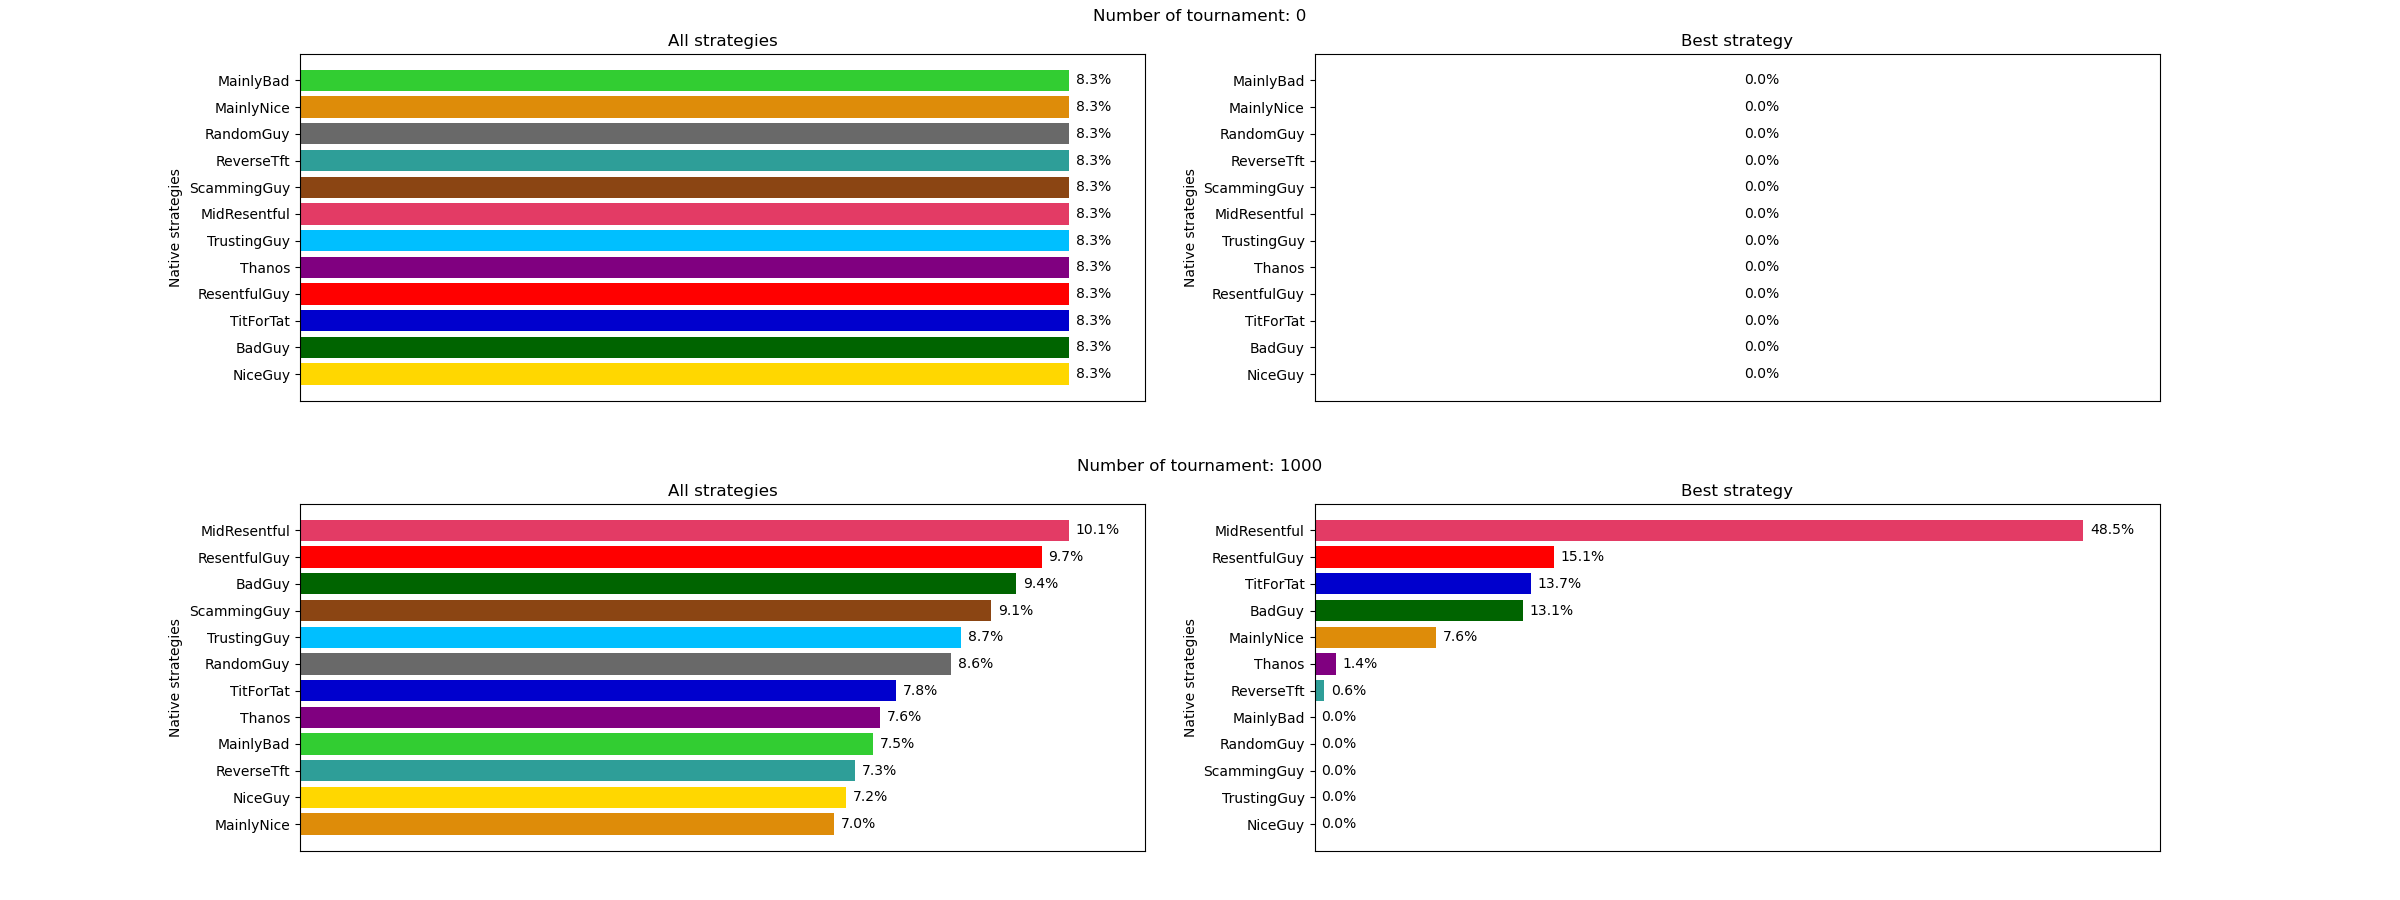 Number of tournament: 0
All strategies
Native strategies
MainlyBad 8.3%
MainlyNice 8.3%
RandomGuy 8.3%
ReverseTft 8.3%
ScammingGuy 8.3%
MidResentful 8.3%
TrustingGuy 8.3%
Thanos 8.3%
ResentfulGuy 8.3%
TitForTat 8.3%
BadGuy 8.3%
NiceGuy 8.3%
Best strategy
Native strategies
MainlyBad 0.0%
MainlyNice 0.0%
RandomGuy 0.0%
ReverseTft 0.0%
ScammingGuy 0.0%
MidResentful 0.0%
TrustingGuy 0.0%
Thanos 0.0%
ResentfulGuy 0.0%
TitForTat 0.0%
BadGuy 0.0%
NiceGuy 0.0%
Number of tournament: 1000
All strategies
Native strategies
MidResentful 10.1%
ResentfulGuy 9.7%
BadGuy 9.4%
ScammingGuy 9.1%
TrustingGuy 8.7%
RandomGuy 8.6%
TitForTat 7.8%
Thanos 7.6%
MainlyBad 7.5%
ReverseTft 7.3%
NiceGuy 7.2%
MainlyNice 7.0%
Best strategy
Native strategies
MidResentful 48.5%
ResentfulGuy 15.1%
TitForTat 13.7%
BadGuy 13.1%
MainlyNice 7.6%
Thanos 1.4%
ReverseTft 0.6%
MainlyBad 0.0%
RandomGuy 0.0%
ScammingGuy 0.0%
TrustingGuy 0.0%
NiceGuy 0.0%